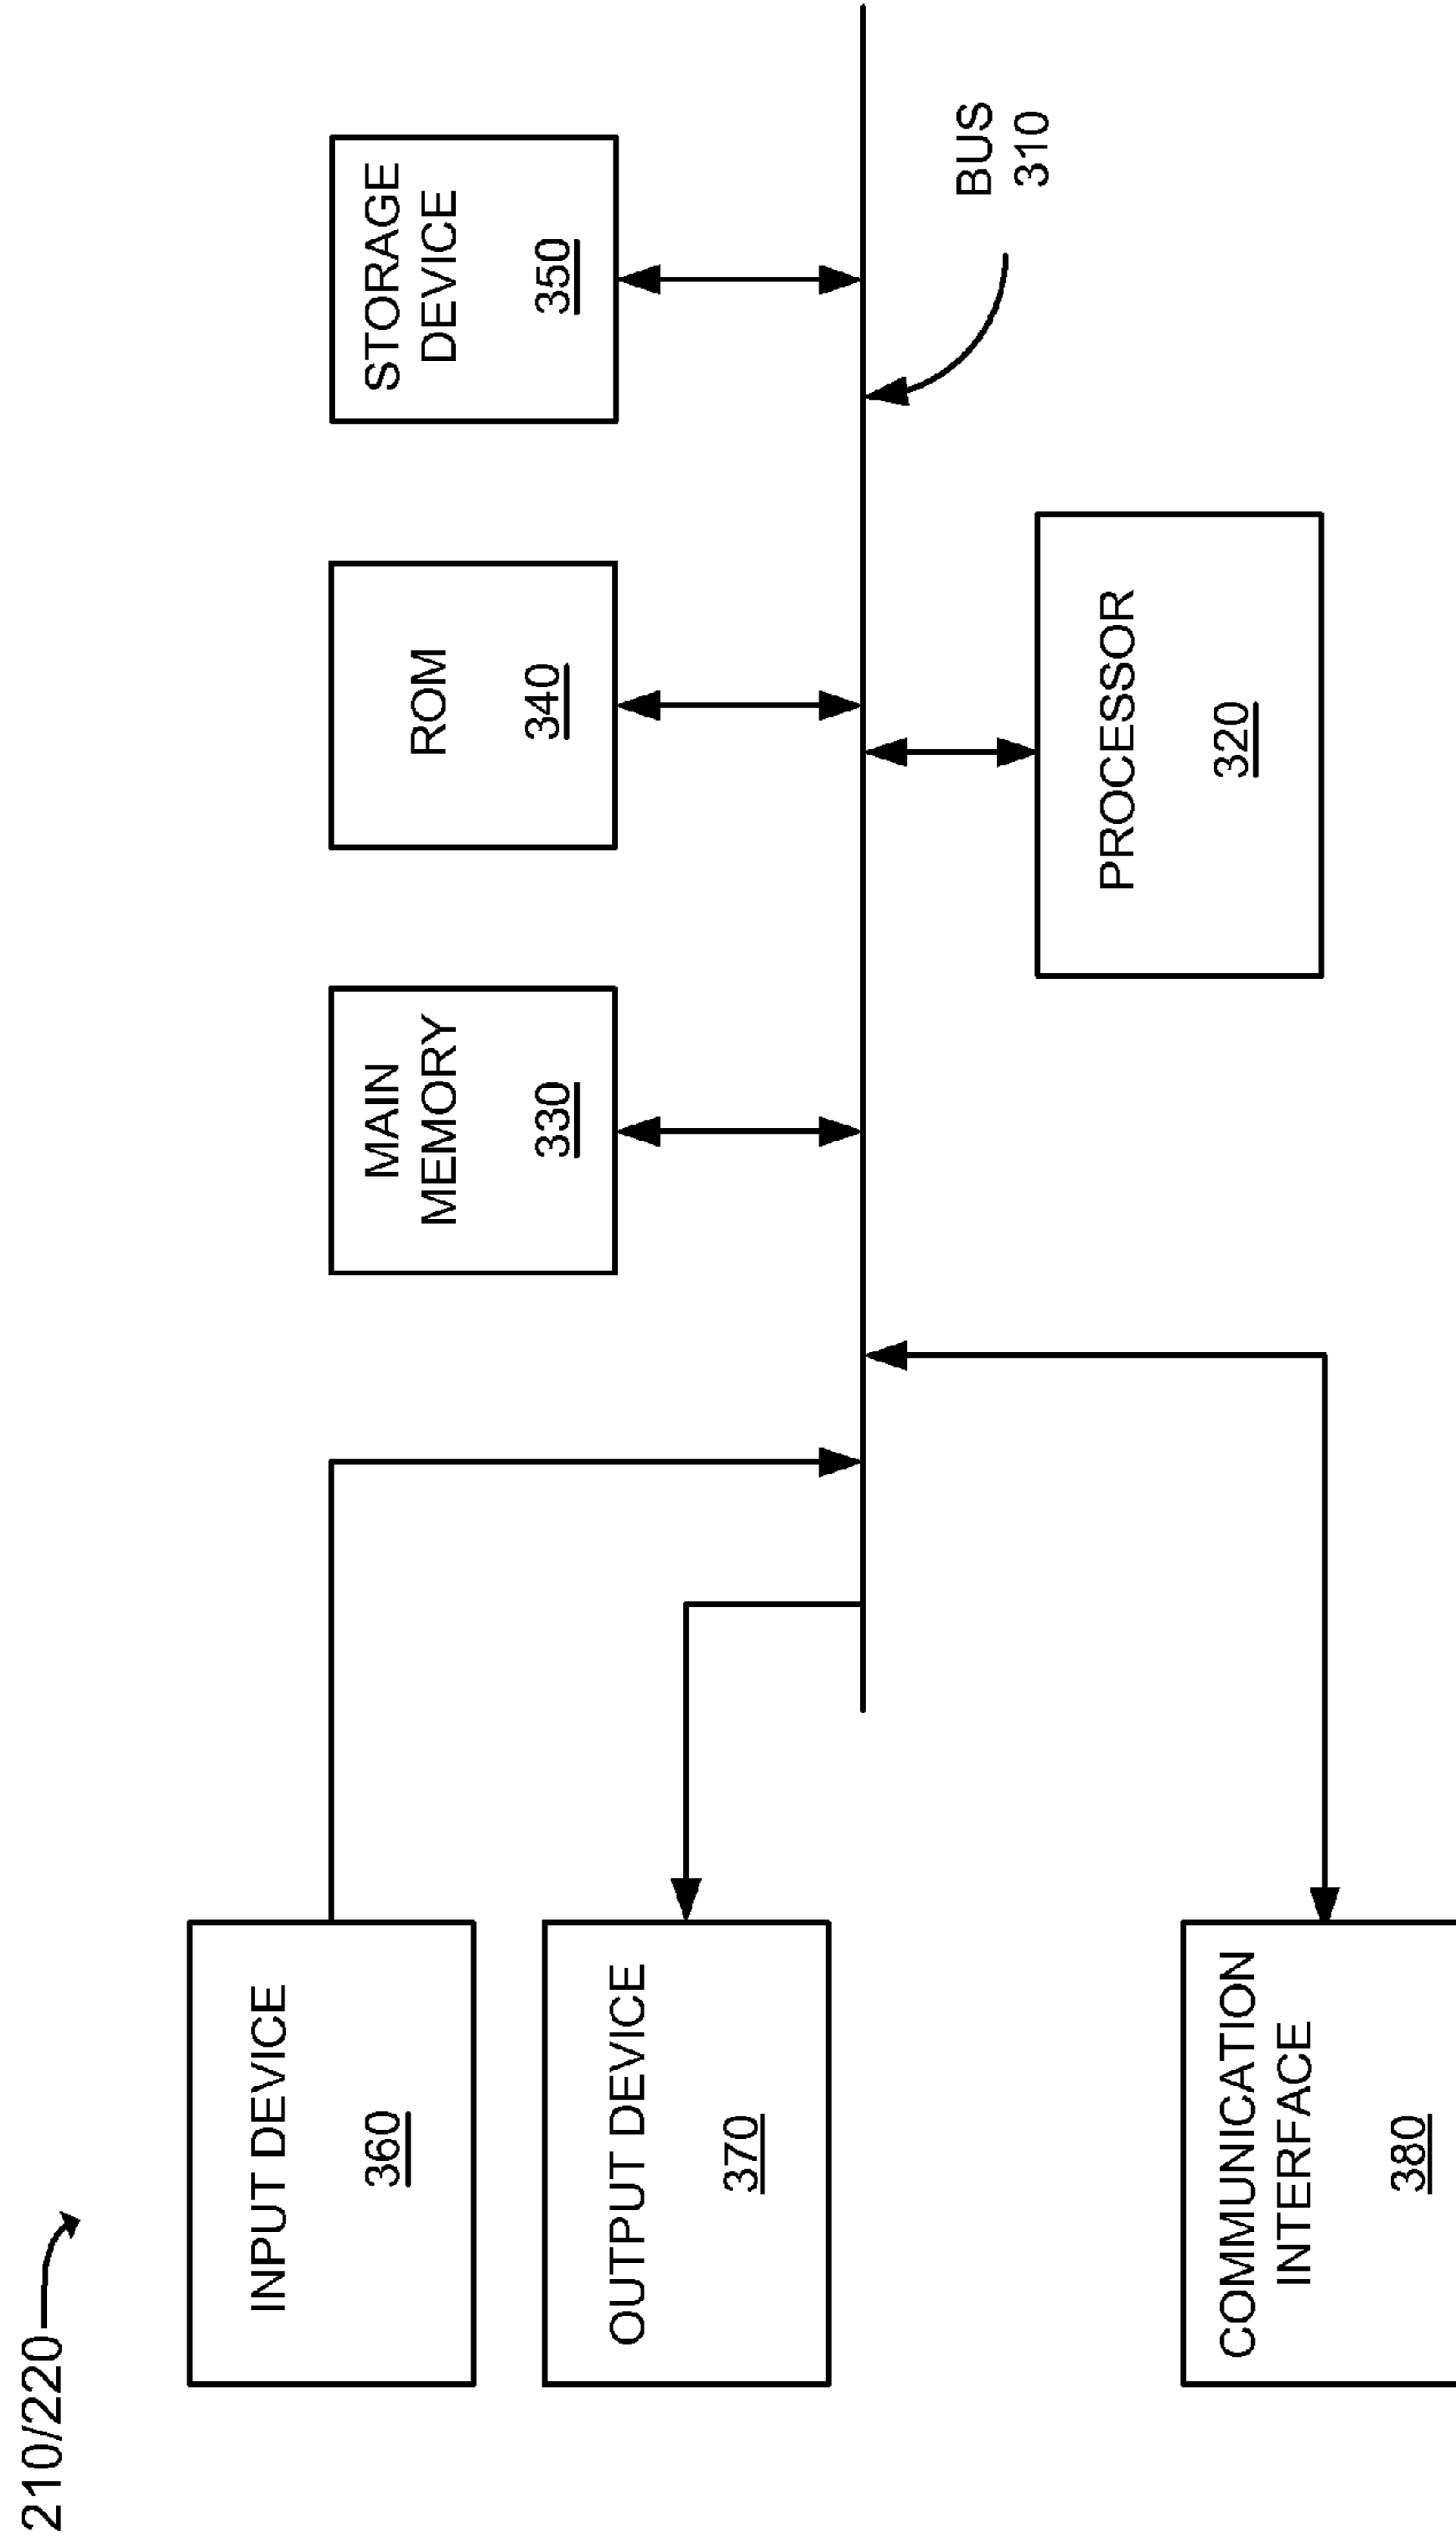 210/220
INPUT DEVICE
360
OUTPUT DEVICE
370
COMMUNICATION
INTERFACE
380
MAIN
MEMORY
330
ROM
340
STORAGE
DEVICE
350
PROCESSOR
320
BUS
310